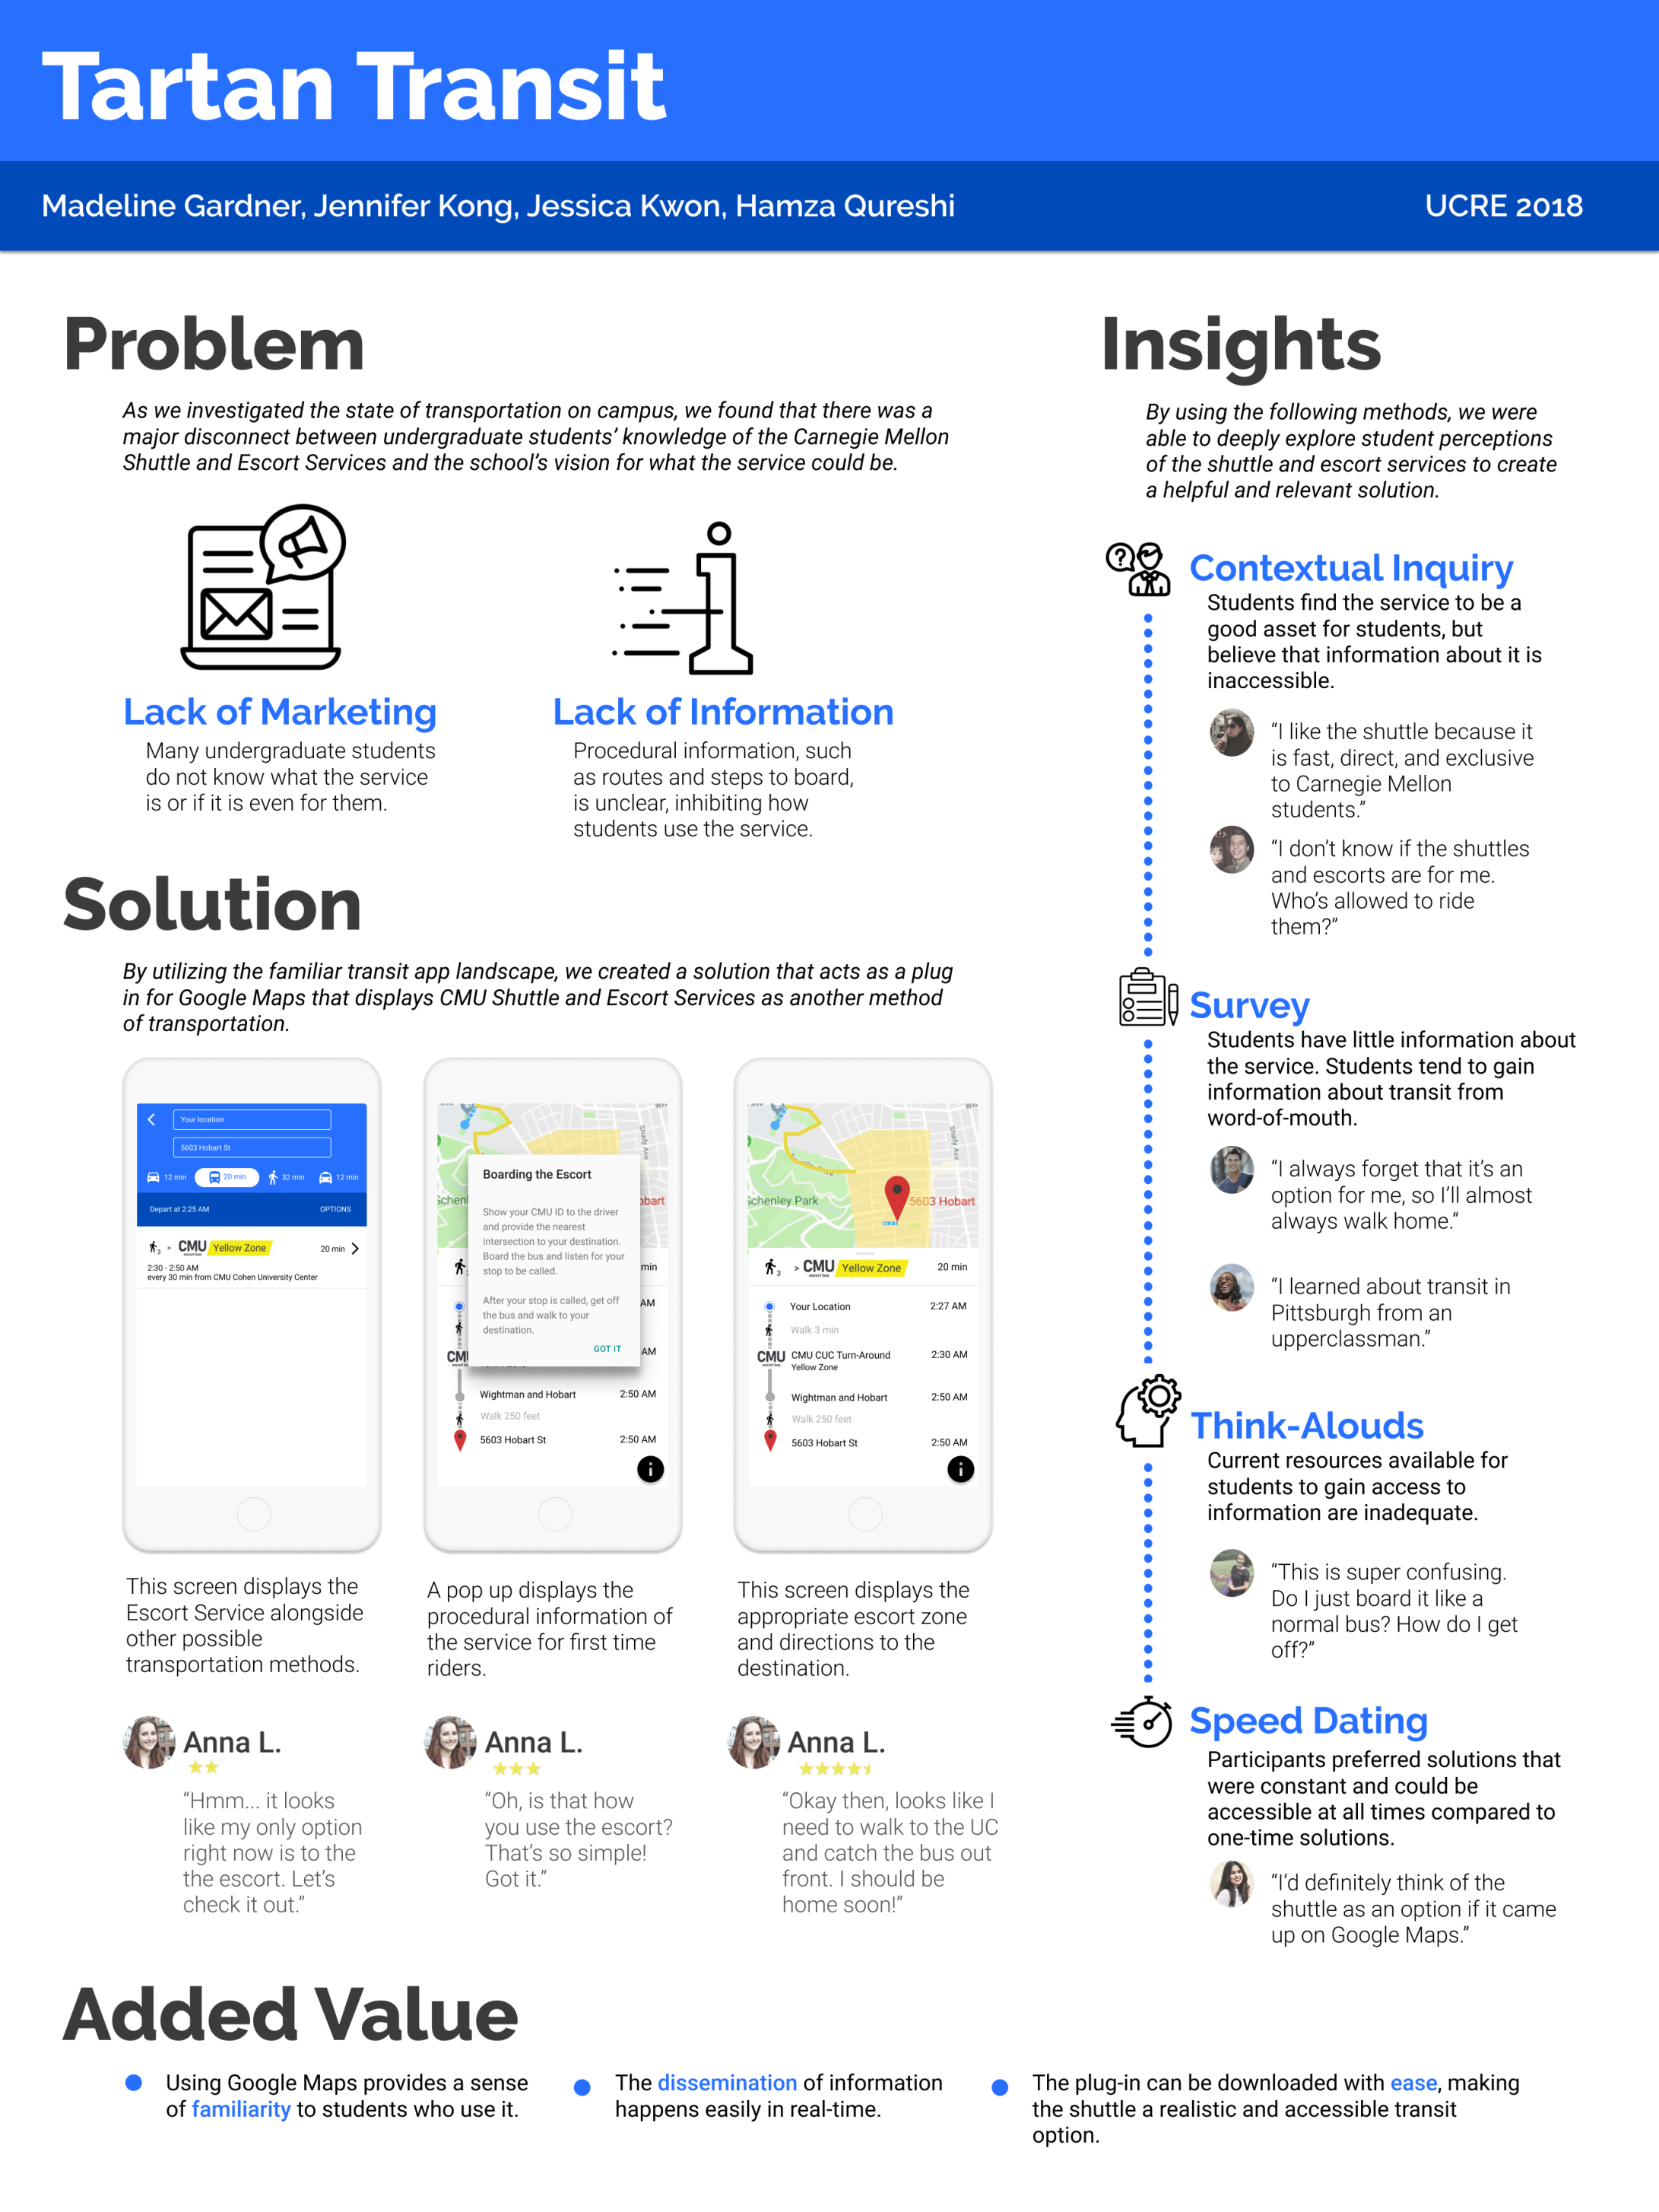 Tartan Transit
Madeline Gardner, Jennifer Kong, Jessica Kwon, Hamza Qureshi
UCRE 2018
Problem
As we investigated the state of transportation on campus, we found that there was a
major disconnect between undergraduate students' knowledge of the Carnegie Mellon
Shuttle and Escort Services and the school's vision for what the service could be.
Lack of Marketing
Many undergraduate students
do not know what the service
is or if it is even for them.
Lack of Information
Procedural information, such
as routes and steps to board,
is unclear, inhibiting how
students use the service.
Solution
By utilizing the familiar transit app landscape, we created a solution that acts as a plug
in for Google Maps that displays CMU Shuttle and Escort Services as another method
of transportation.
Your location
5603 Hobart St
12 min
20 min
32 min
12 min
Depart at 2:25 AM
OPTIONS
3 > CMU Yellow Zone 20 min
2:30 - 2:50 AM
every 30 min from CMU Cohen University Center
Shady Ave
Boarding the Escort
Schenl
obart
Show your CMU ID to the driver
and provide the nearest
intersection to your destination.
Board the bus and listen for your
stop to be called.
min
After your stop is called, get off
the bus and walk to your
destination.
AM
GOT IT
CMU
AM
Wightman and Hobart 2:50 AM
Walk 250 feet
5603 Hobart St 2:50 AM
i
Shady Ave
Schenley Park
5603 Hobart
3 > CMU Yellow Zone 20 min
escort bus
Your Location 2:27 AM
Walk 3 min
CMU CMU CUC Turn-Around 2:30 AM
Yellow Zone
Wightman and Hobart 2:50 AM
Walk 250 feet
5603 Hobart St 2:50 AM
i
This screen displays the
Escort Service alongside
other possible
transportation methods.
A pop up displays the
procedural information of
the service for first time
riders.
This screen displays the
appropriate escort zone
and directions to the
destination.
Anna L.
"Hmm... it looks
like my only option
right now is to the
the escort. Let's
check it out."
Anna L.
"Oh, is that how
you use the escort?
That's so simple!
Got it."
Anna L.
"Okay then, looks like I
need to walk to the UC
and catch the bus out
front. I should be
home soon!"
Insights
By using the following methods, we were
able to deeply explore student perceptions
of the shuttle and escort services to create
a helpful and relevant solution.
Contextual Inquiry
Students find the service to be a
good asset for students, but
believe that information about it is
inaccessible.
"I like the shuttle because it
is fast, direct, and exclusive
to Carnegie Mellon
students."
"I don't know if the shuttles
and escorts are for me.
Who's allowed to ride
them?"
Survey
Students have little information about
the service. Students tend to gain
information about transit from
word-of-mouth.
"I always forget that it's an
option for me, so I'll almost
always walk home."
"I learned about transit in
Pittsburgh from an
upperclassman."
Think-Alouds
Current resources available for
students to gain access to
information are inadequate.
"This is super confusing.
Do I just board it like a
normal bus? How do I get
off?"
Speed Dating
Participants preferred solutions that
were constant and could be
accessible at all times compared to
one-time solutions.
"I'd definitely think of the
shuttle as an option if it came
up on Google Maps."
Added Value
Using Google Maps provides a sense
of familiarity to students who use it.
The dissemination of information
happens easily in real-time.
The plug-in can be downloaded with ease, making
the shuttle a realistic and accessible transit
option.